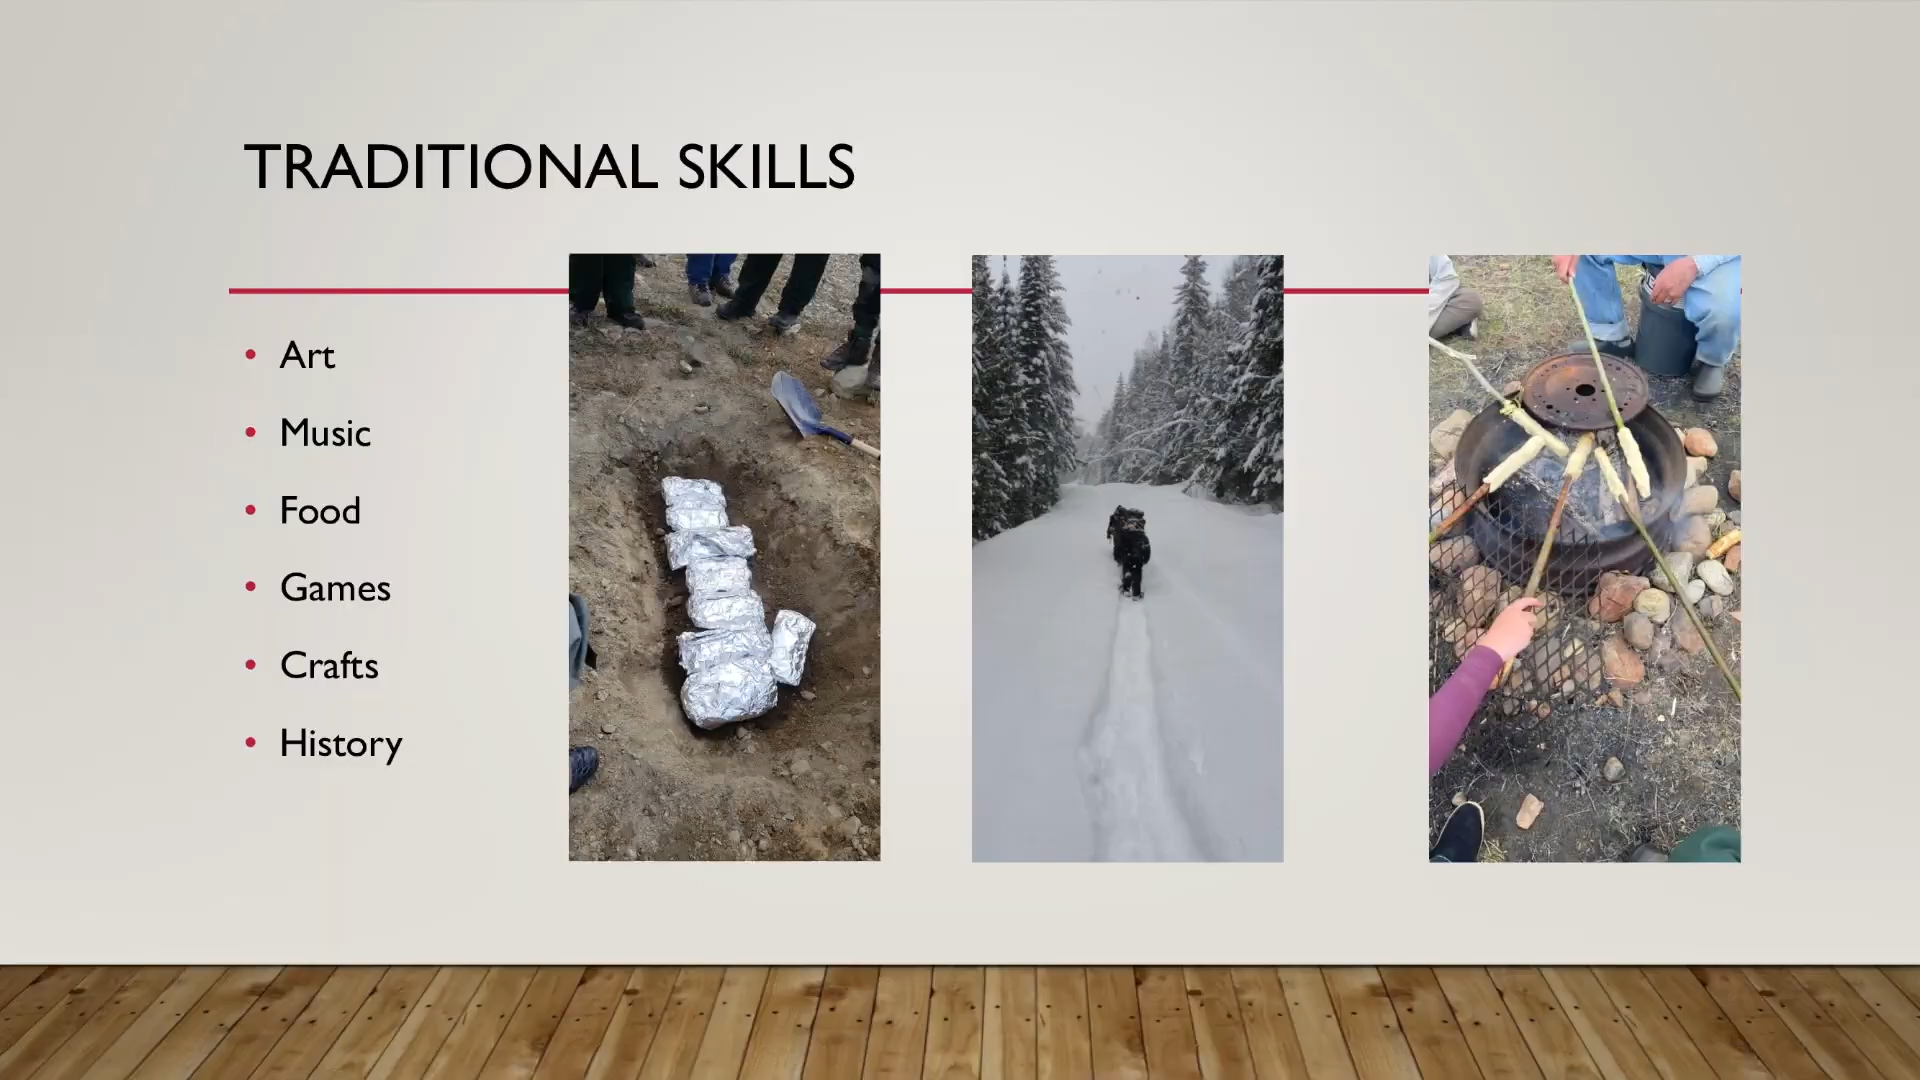 TRADITIONAL SKILLS
• Art
• Music
• Food
• Games
• Crafts
• History